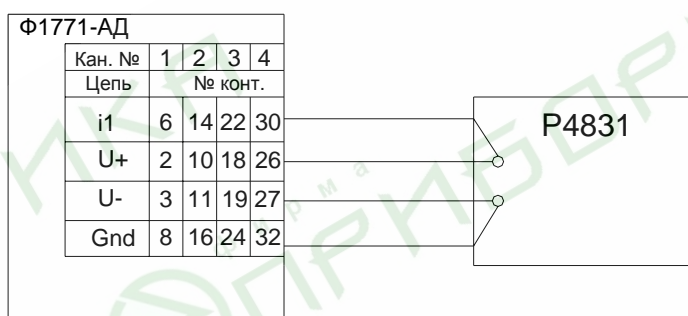 Ф1771-АД
Кан. № 1 2 3 4
Цепь № конт.
i1 6 14 22 30
U+ 2 10 18 26
U- 3 11 19 27
Gnd 8 16 24 32
Р4831
фирма